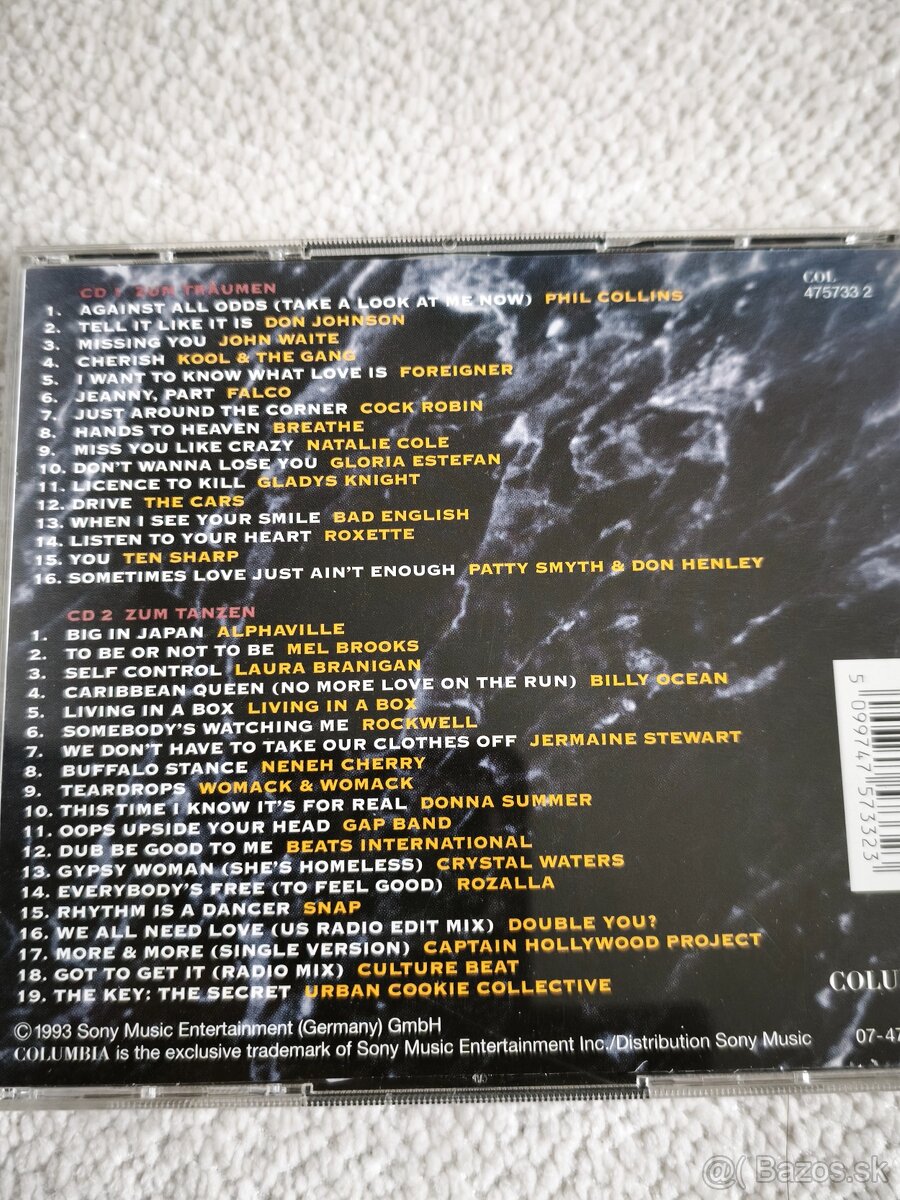 CD 1 ZUM TRÄUMEN
1. AGAINST ALL ODDS (TAKE A LOOK AT ME NOW) PHIL COLLINS
2. TELL IT LIKE IT IS DON JOHNSON
3. MISSING YOU JOHN WAITE
4. CHERISH KOOL & THE GANG
5. I WANT TO KNOW WHAT LOVE IS FOREIGNER
6. JEANNY, PART FALCO
7. JUST AROUND THE CORNER COCK ROBIN
8. HANDS TO HEAVEN BREATHE
9. MISS YOU LIKE CRAZY NATALIE COLE
10. DON'T WANNA LOSE YOU GLORIA ESTEFAN
11. LICENCE TO KILL GLADYS KNIGHT
12. DRIVE THE CARS
13. WHEN I SEE YOUR SMILE BAD ENGLISH
14. LISTEN TO YOUR HEART ROXETTE
15. YOU TEN SHARP
16. SOMETIMES LOVE JUST AIN'T ENOUGH PATTY SMYTH & DON HENLEY
COL
475733 2
CD 2 ZUM TANZEN
1. BIG IN JAPAN ALPHAVILLE
2. TO BE OR NOT TO BE MEL BROOKS
3. SELF CONTROL LAURA BRANIGAN
4. CARIBBEAN QUEEN (NO MORE LOVE ON THE RUN) BILLY OCEAN
5. LIVING IN A BOX LIVING IN A BOX
6. SOMEBODY'S WATCHING ME ROCKWELL
7. WE DON'T HAVE TO TAKE OUR CLOTHES OFF JERMAINE STEWART
8. BUFFALO STANCE NENEH CHERRY
9. TEARDROPS WOMACK & WOMACK
10. THIS TIME I KNOW IT'S FOR REAL DONNA SUMMER
11. OOPS UPSIDE YOUR HEAD GAP BAND
12. DUB BE GOOD TO ME BEATS INTERNATIONAL
13. GYPSY WOMAN (SHE'S HOMELESS) CRYSTAL WATERS
14. EVERYBODY'S FREE (TO FEEL GOOD) ROZALLA
15. RHYTHM IS A DANCER SNAP
16. WE ALL NEED LOVE (US RADIO EDIT MIX) DOUBLE YOU?
17. MORE & MORE (SINGLE VERSION) CAPTAIN HOLLYWOOD PROJECT
18. GOT TO GET IT (RADIO MIX) CULTURE BEAT
19. THE KEY: THE SECRET URBAN COOKIE COLLECTIVE
5 099747 573323
COLU
© 1993 Sony Music Entertainment (Germany) GmbH
COLUMBIA is the exclusive trademark of Sony Music Entertainment Inc./Distribution Sony Music
07-47
@ Bazos.sk